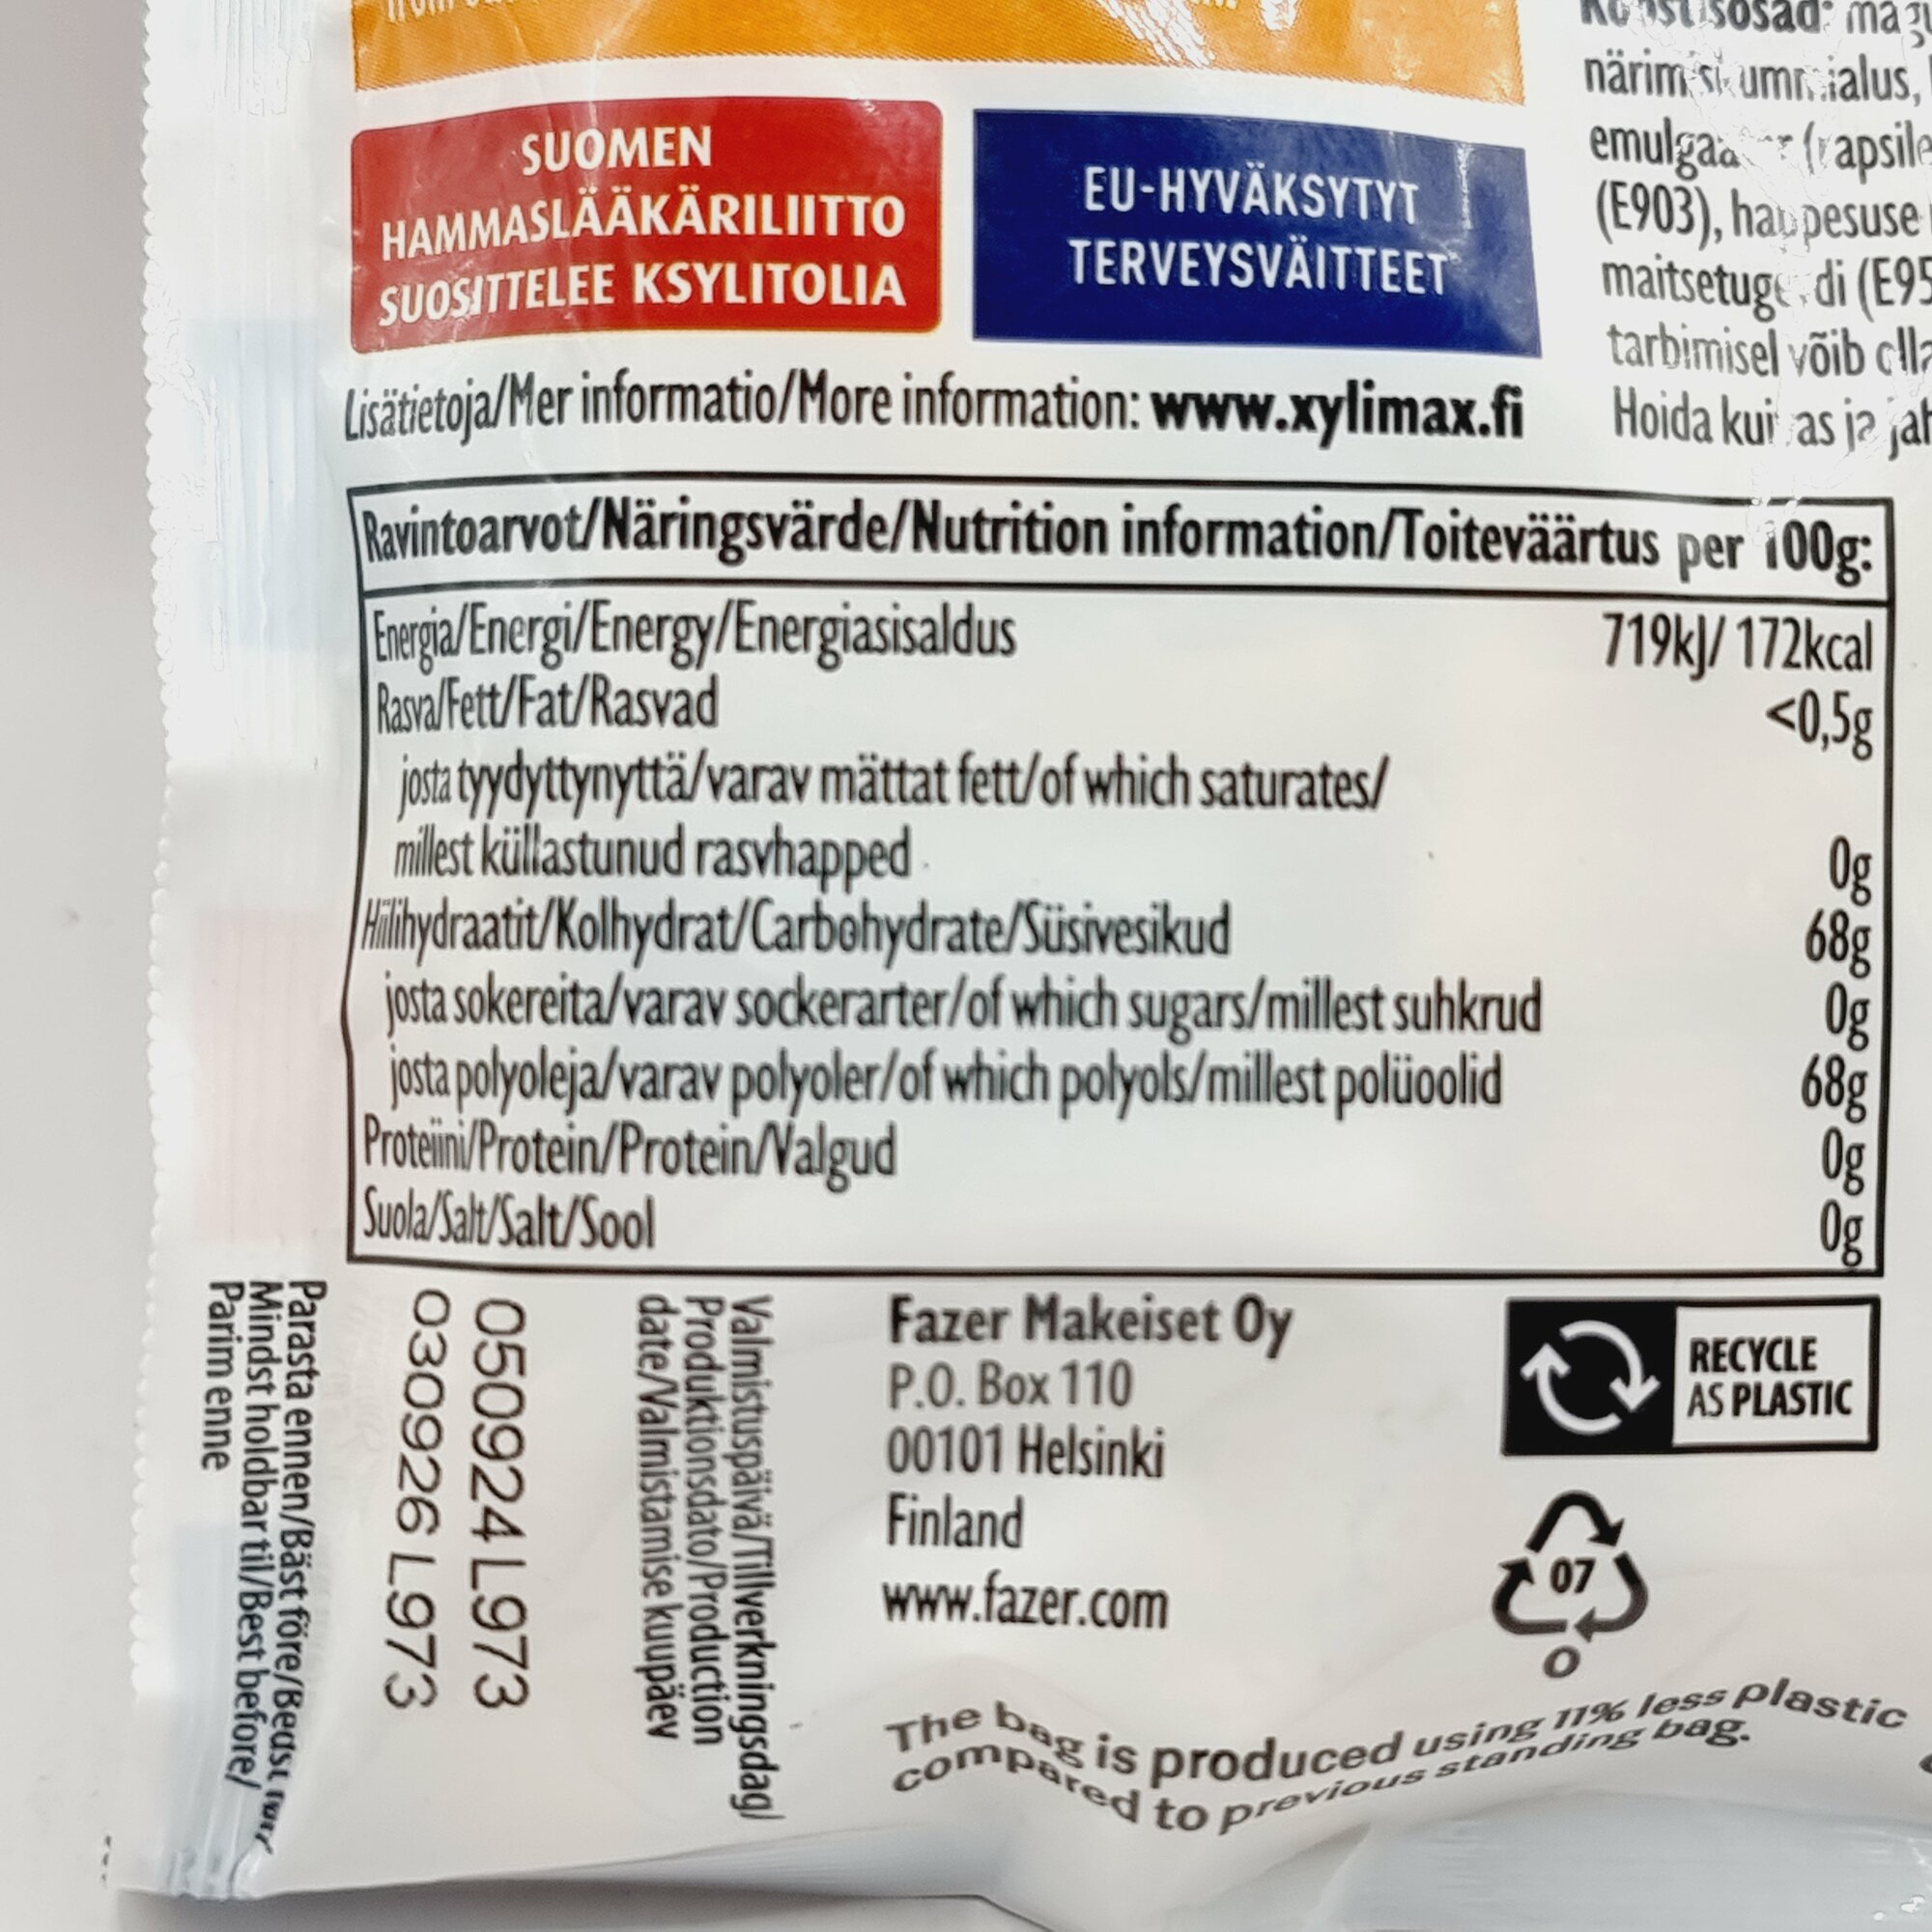 SUOMEN
HAMMASLÄÄKÄRILIITTO
SUOSITTELEE KSYLITOLIA
EU-HYVÄKSYTYT
TERVEYSVÄITTEET
Lisätietoja/Mer informatio/More information: www.xylimax.fi
emulgaator (rapsile
(E903), happesuse
(E95
tarbimisel võib olla
Hoida kuivas ja jah
Ravintoarvot/Näringsvärde/Nutrition information/Toiteväärtus per 100g:
Energia/Energi/Energy/Energiasisaldus 719kJ/ 172kcal
Rasva/Fett/Fat/Rasvad <0,5g
josta tyydyttynyttä/varav mättat fett/of which saturates/
millest küllastunud rasvhapped 0g
Hiilihydraatit/Kolhydrat/Carbohydrate/Süsivesikud 68g
josta sokereita/varav sockerarter/of which sugars/millest suhkrud 0g
josta polyoleja/varav polyoler/of which polyols/millest polüoolid 68g
Proteiini/Protein/Protein/Valgud 0g
Suola/Salt/Salt/Sool 0g
Parasta ennen/Bäst före/Bedst før/
Mindst holdbar til/Best before/
Parim enne
050924 L973
030926 L973
Valmistuspäivä/Tillverkningsdag/
Produktionsdato/Production
date/Valmistamise kuupäev
Fazer Makeiset Oy
P.O. Box 110
00101 Helsinki
Finland
www.fazer.com
RECYCLE
AS PLASTIC
07
O
The bag is produced using 11% less plastic
compared to previous standing bag.